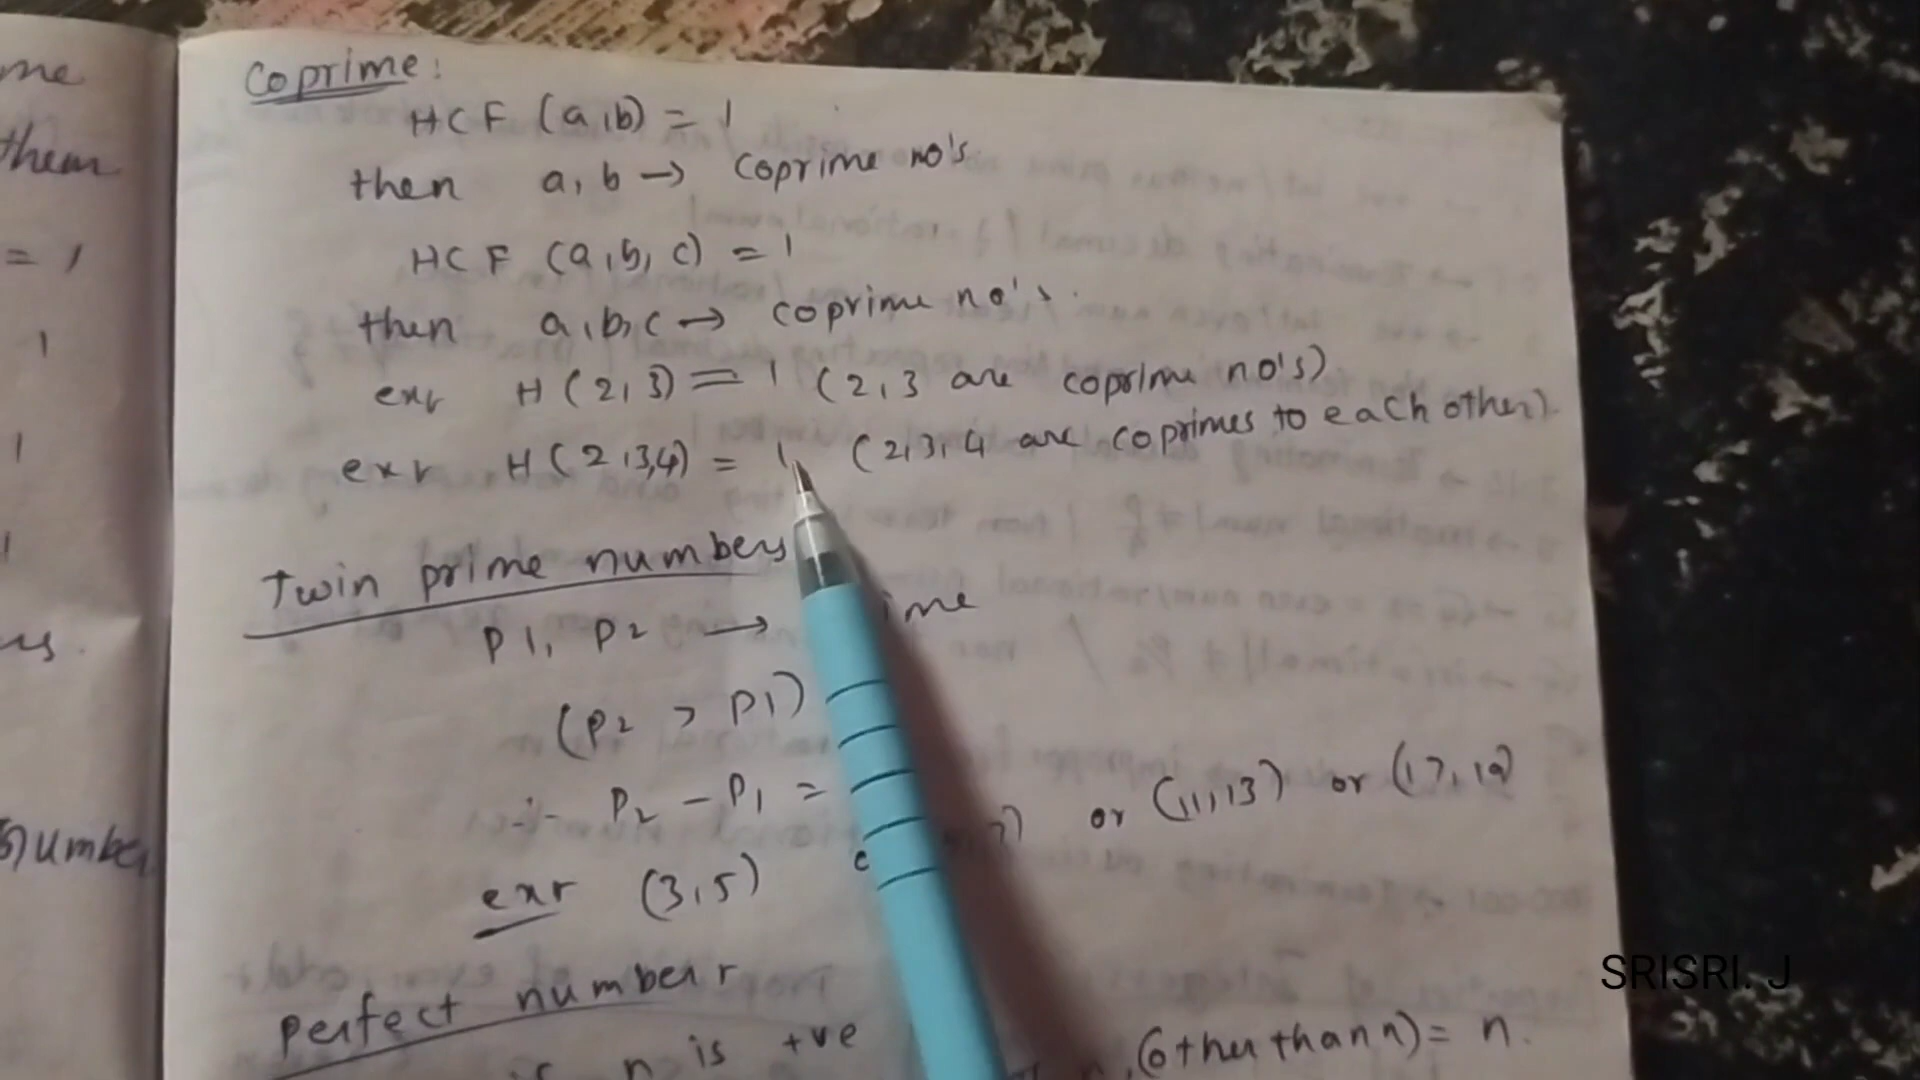 me
them
= 1
1
1
1
us.
number
Coprime:
HCF (a,b) = 1
then a, b → coprime no's
HCF (a,b,c) = 1
then a,b,c → coprime no's
exr H(2,3) = 1 (2,3 are coprime no's)
exr H(2,3,4) = 1 (2,3,4 are coprimes to each other).
Twin prime numbers
P1, P2 → ime
(P2 > P1)
∴ P2 - P1 =
exr (3,5) or (11,13) or (17,19)
Perfect number r
n is +ve (other than n) = n.
SRISRI. J